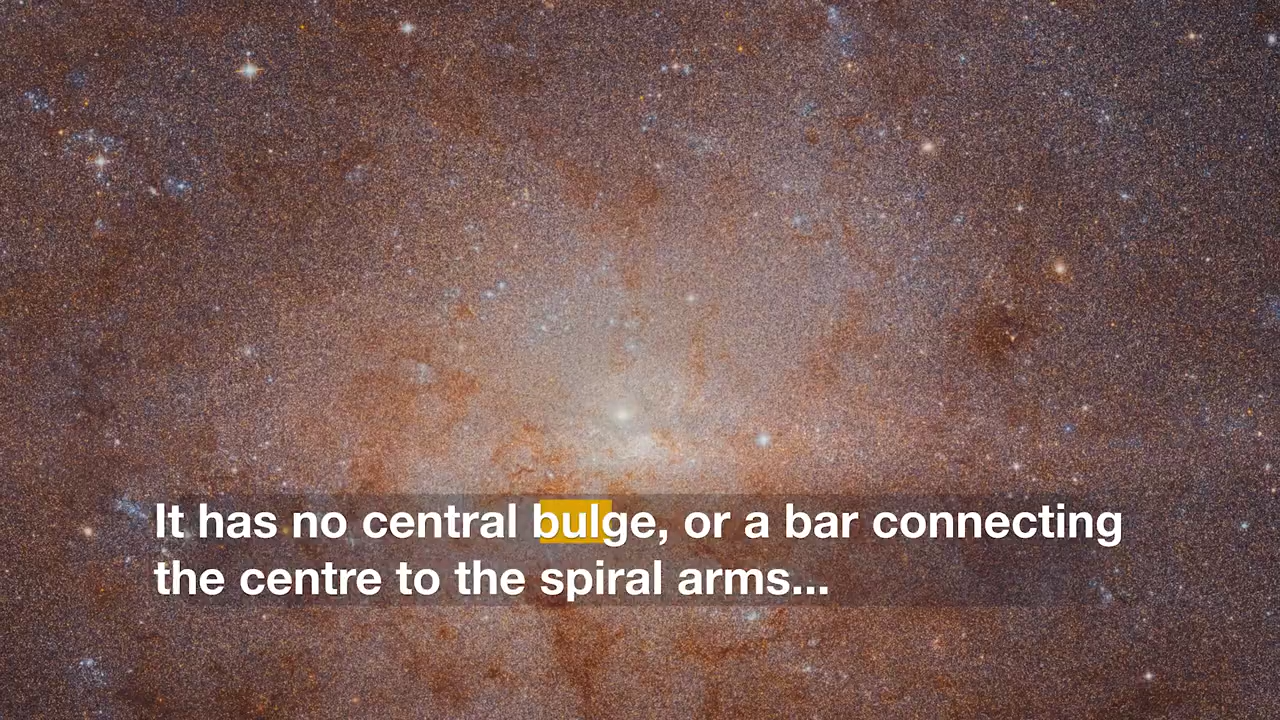 It has no central bulge, or a bar connecting
the centre to the spiral arms...